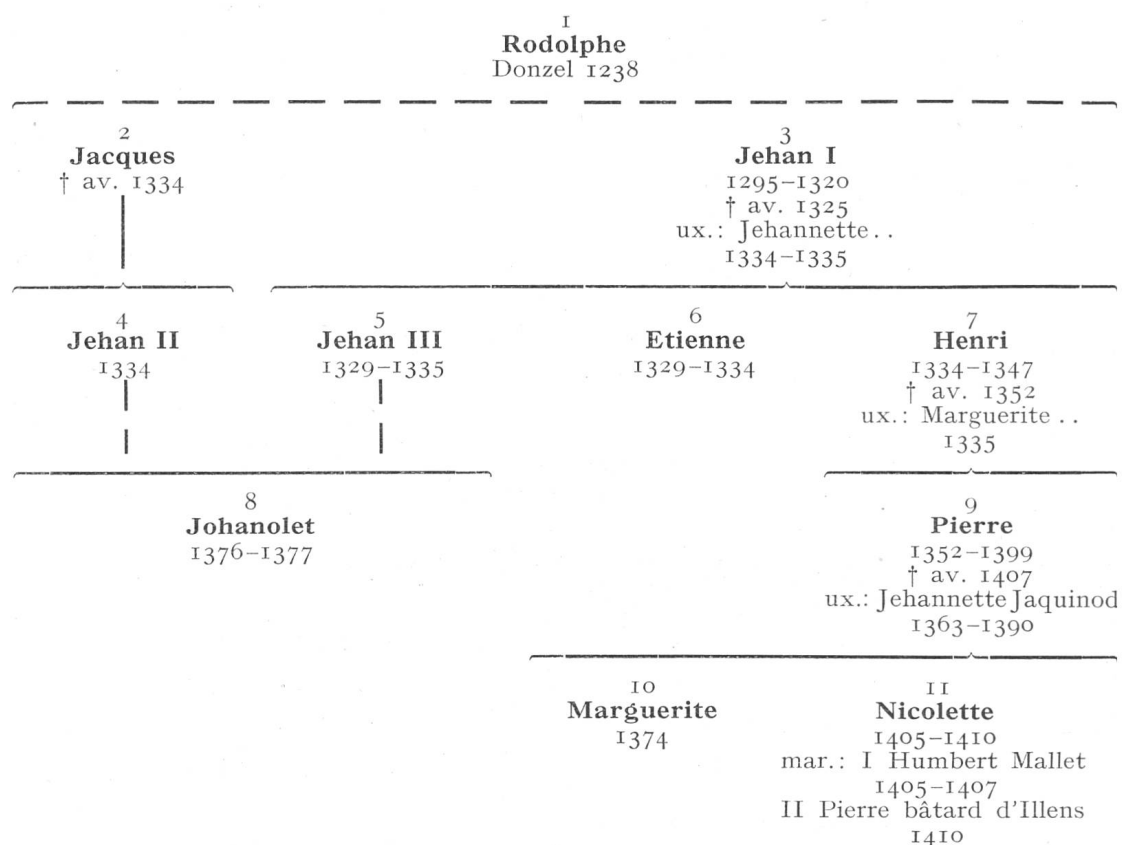 1
Rodolphe
Donzel 1238
2
Jacques
† av. 1334
3
Jehan I
1295–1320
† av. 1325
ux.: Jehannette..
1334–1335
4
Jehan II
1334
5
Jehan III
1329–1335
6
Etienne
1329–1334
7
Henri
1334–1347
† av. 1352
ux.: Marguerite ..
1335
8
Johanolet
1376–1377
9
Pierre
1352–1399
† av. 1407
ux.: Jehannette Jaquinod
1363–1390
10
Marguerite
1374
11
Nicolette
1405–1410
mar.: I Humbert Mallet
1405–1407
II Pierre bâtard d'Illens
1410